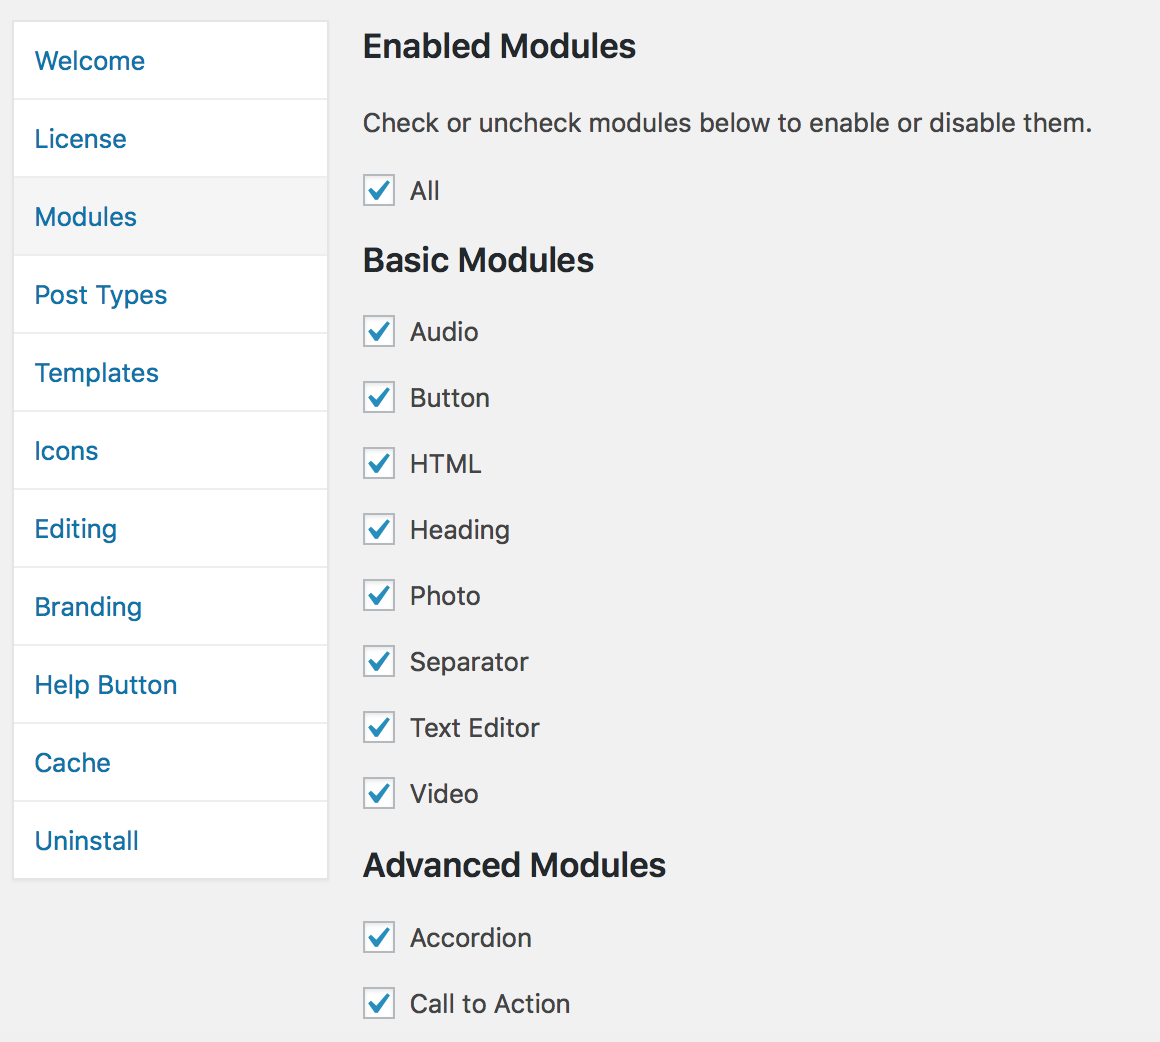 Welcome
License
Modules
Post Types
Templates
Icons
Editing
Branding
Help Button
Cache
Uninstall
Enabled Modules
Check or uncheck modules below to enable or disable them.
All
Basic Modules
Audio
Button
HTML
Heading
Photo
Separator
Text Editor
Video
Advanced Modules
Accordion
Call to Action